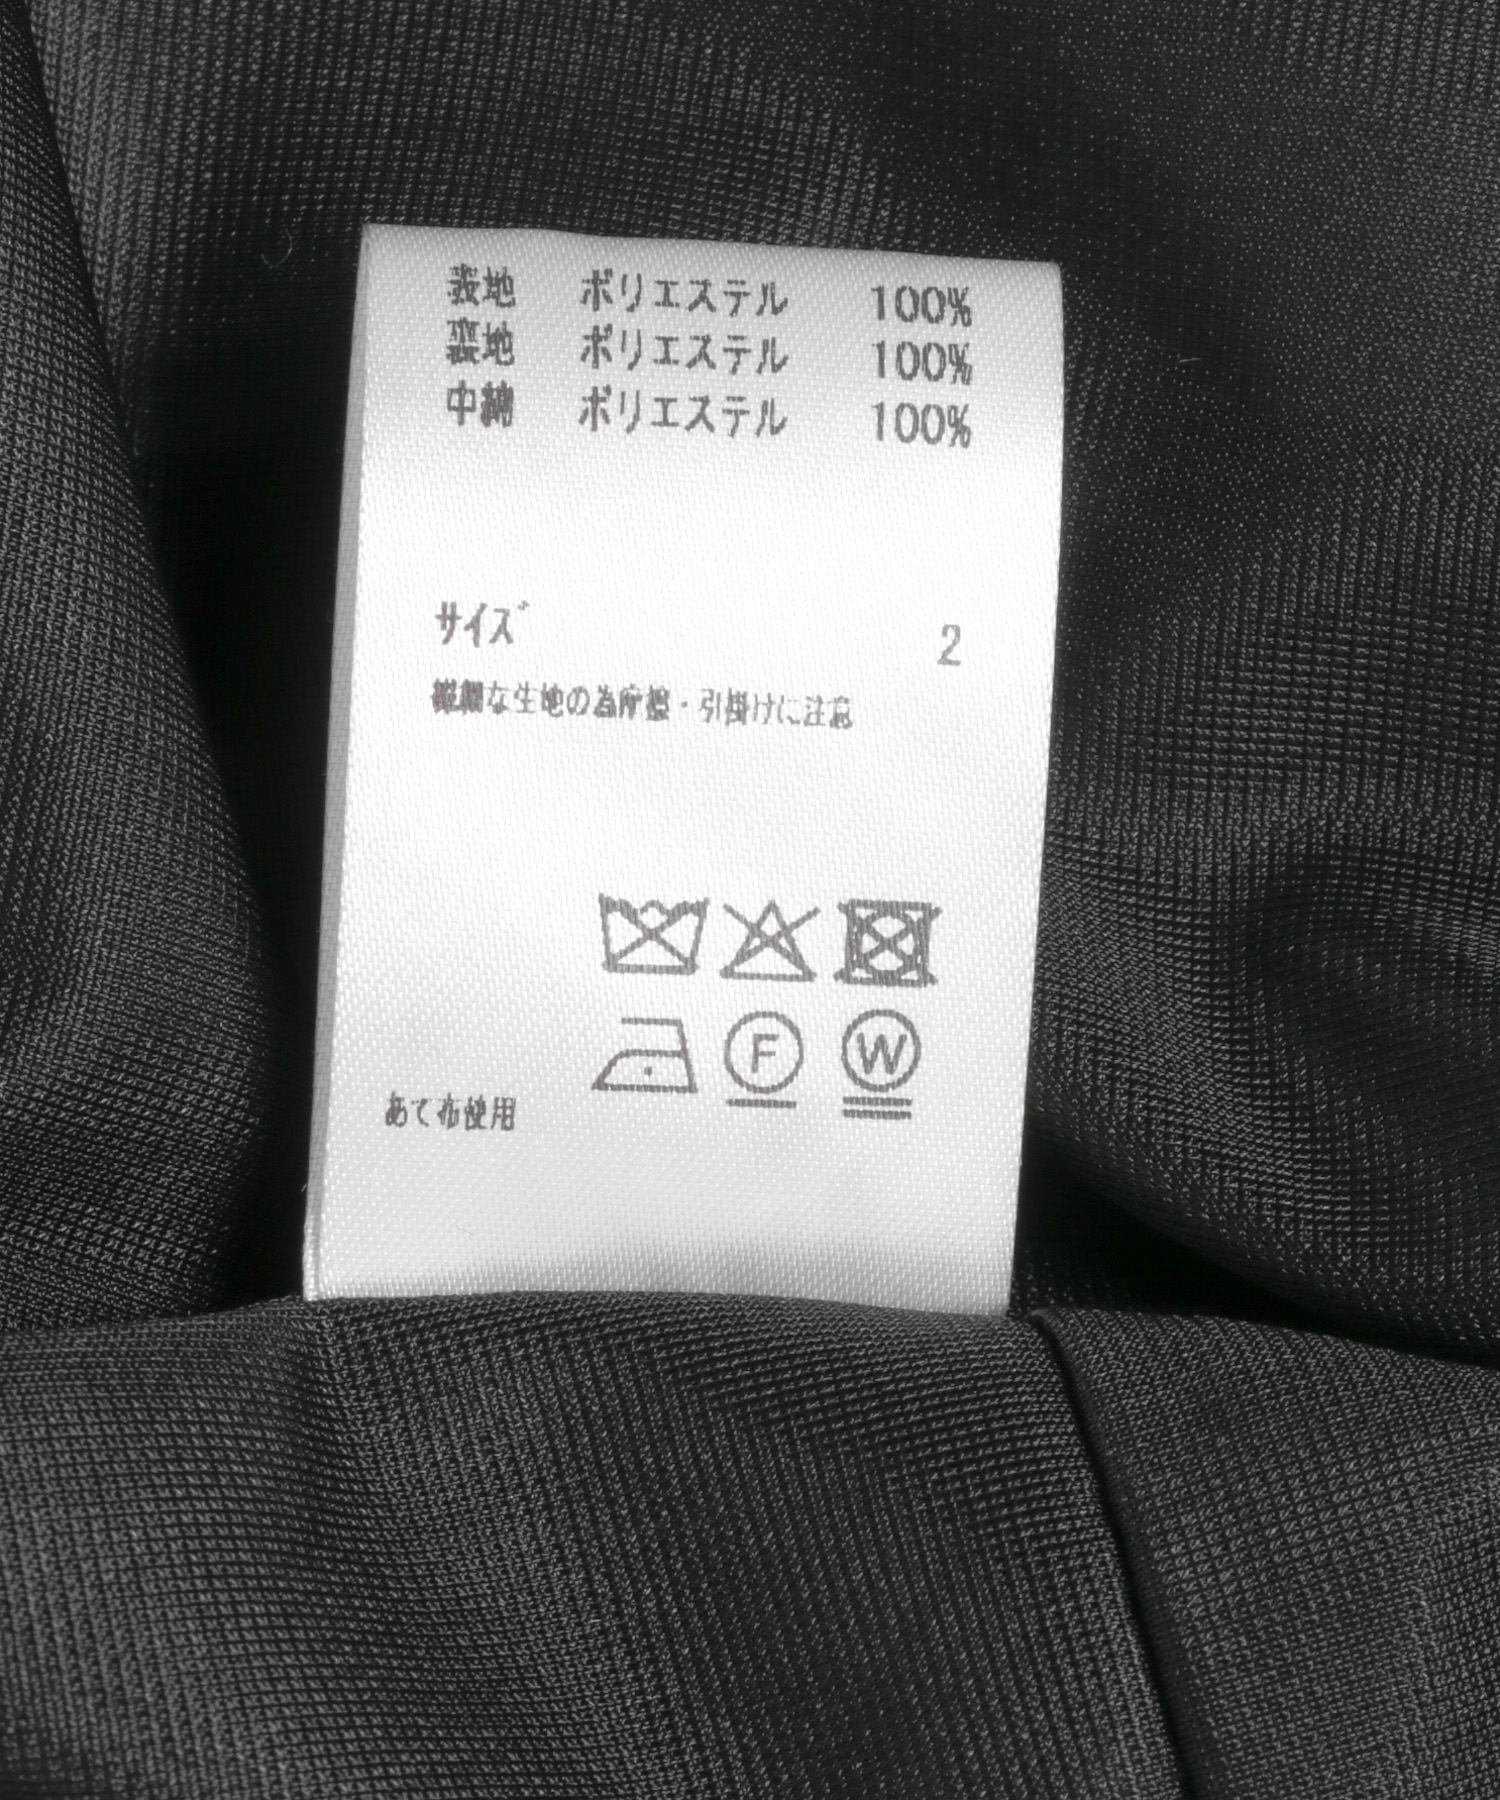 表地 ポリエステル 100%
裏地 ポリエステル 100%
中綿 ポリエステル 100%
サイズ 2
繊細な生地の為摩擦・引掛けに注意
F W
あて布使用